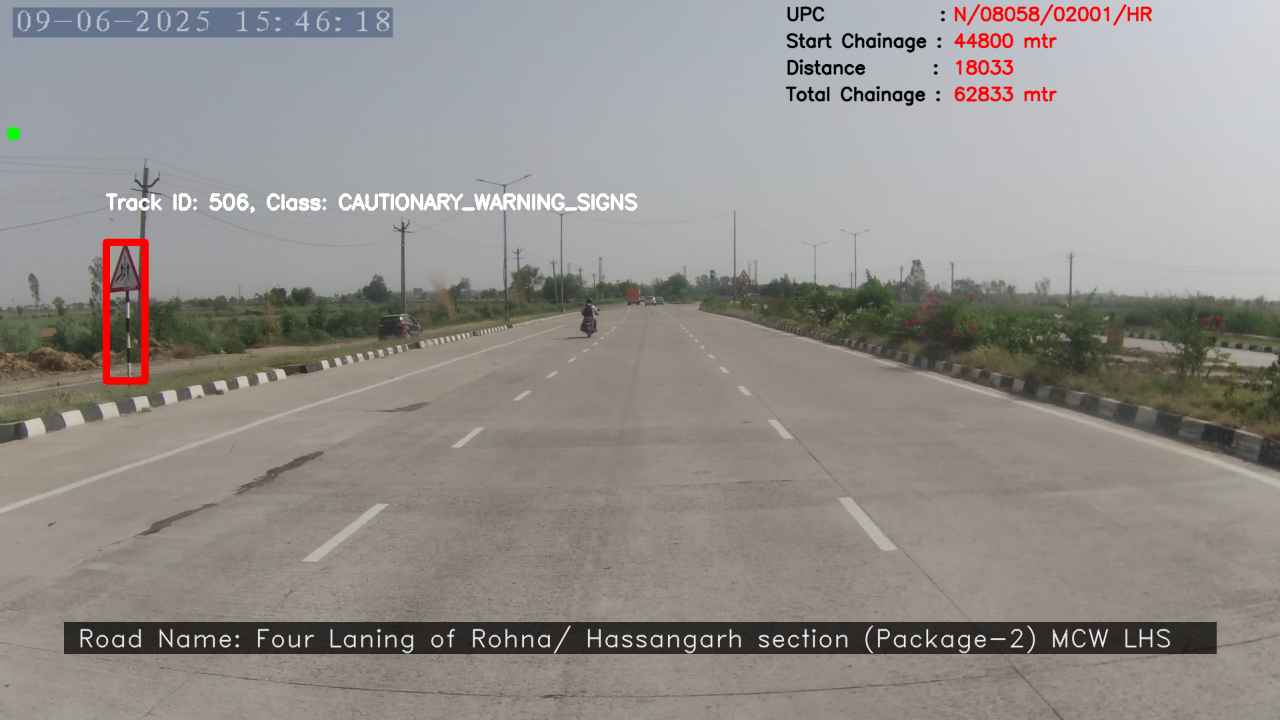 09-06-2025 15:46:18
UPC : N/08058/02001/HR
Start Chainage : 44800 mtr
Distance : 18033
Total Chainage : 62833 mtr
Track ID: 506, Class: CAUTIONARY_WARNING_SIGNS
Road Name: Four Laning of Rohna/ Hassangarh section (Package-2) MCW LHS